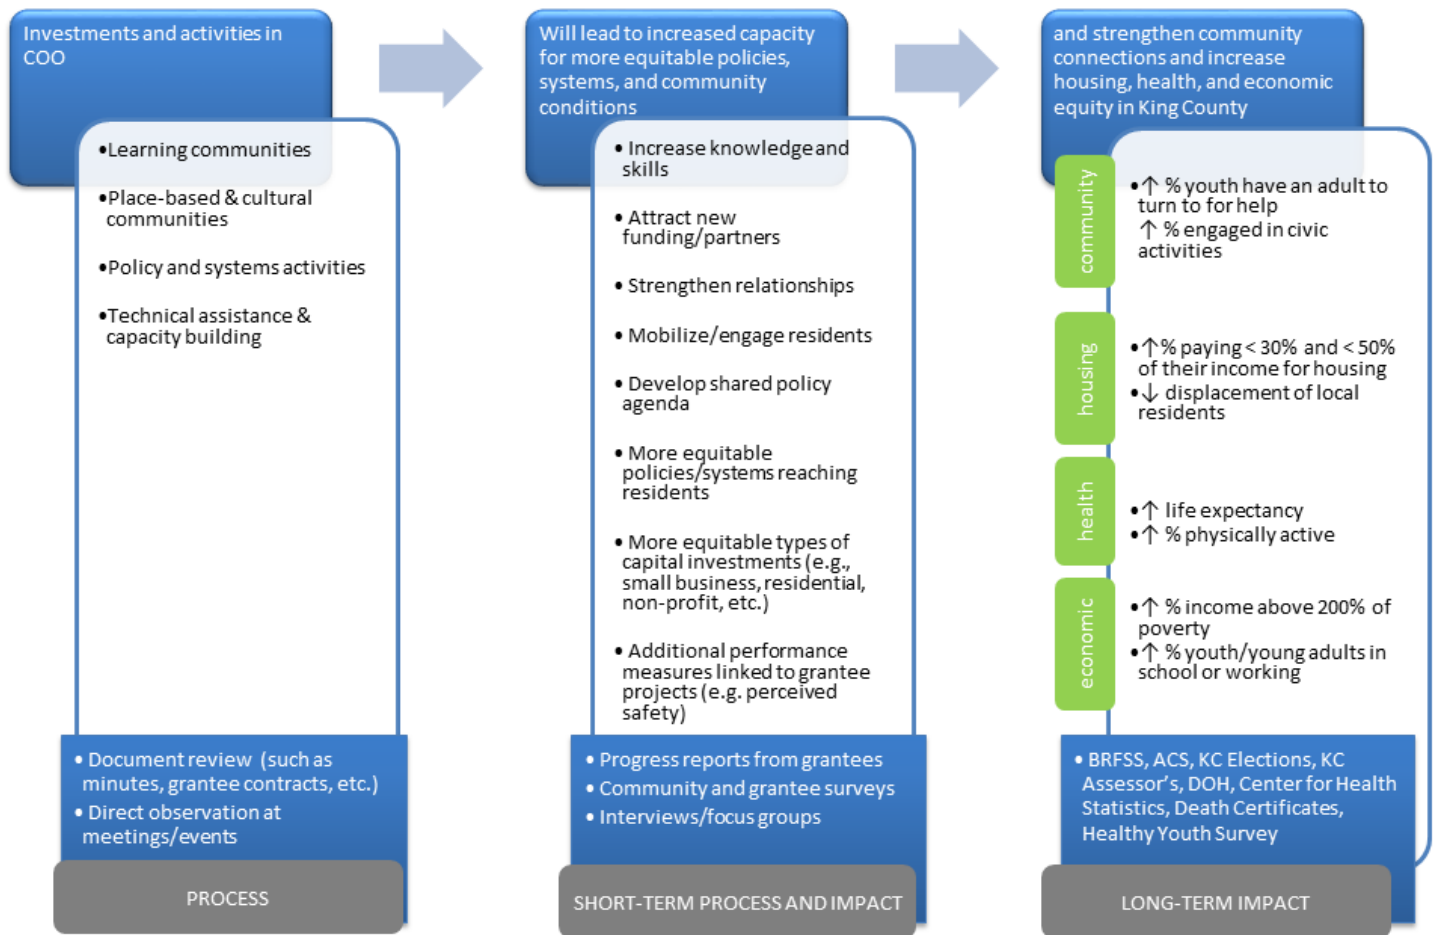 Investments and activities in
COO
•Learning communities
•Place-based & cultural
communities
•Policy and systems activities
•Technical assistance &
capacity building
• Document review (such as
minutes, grantee contracts, etc.)
• Direct observation at
meetings/events
PROCESS
Will lead to increased capacity
for more equitable policies,
systems, and community
conditions
• Increase knowledge and
skills
• Attract new
funding/partners
• Strengthen relationships
• Mobilize/engage residents
• Develop shared policy
agenda
• More equitable
policies/systems reaching
residents
• More equitable types of
capital investments (e.g.,
small business, residential,
non-profit, etc.)
• Additional performance
measures linked to grantee
projects (e.g. perceived
safety)
• Progress reports from grantees
• Community and grantee surveys
• Interviews/focus groups
SHORT-TERM PROCESS AND IMPACT
and strengthen community
connections and increase
housing, health, and economic
equity in King County
community
•↑ % youth have an adult to
turn to for help
↑ % engaged in civic
activities
housing
•↑% paying < 30% and < 50%
of their income for housing
•↓ displacement of local
residents
health
•↑ life expectancy
•↑ % physically active
economic
•↑ % income above 200% of
poverty
•↑ % youth/young adults in
school or working
• BRFSS, ACS, KC Elections, KC
Assessor's, DOH, Center for Health
Statistics, Death Certificates,
Healthy Youth Survey
LONG-TERM IMPACT